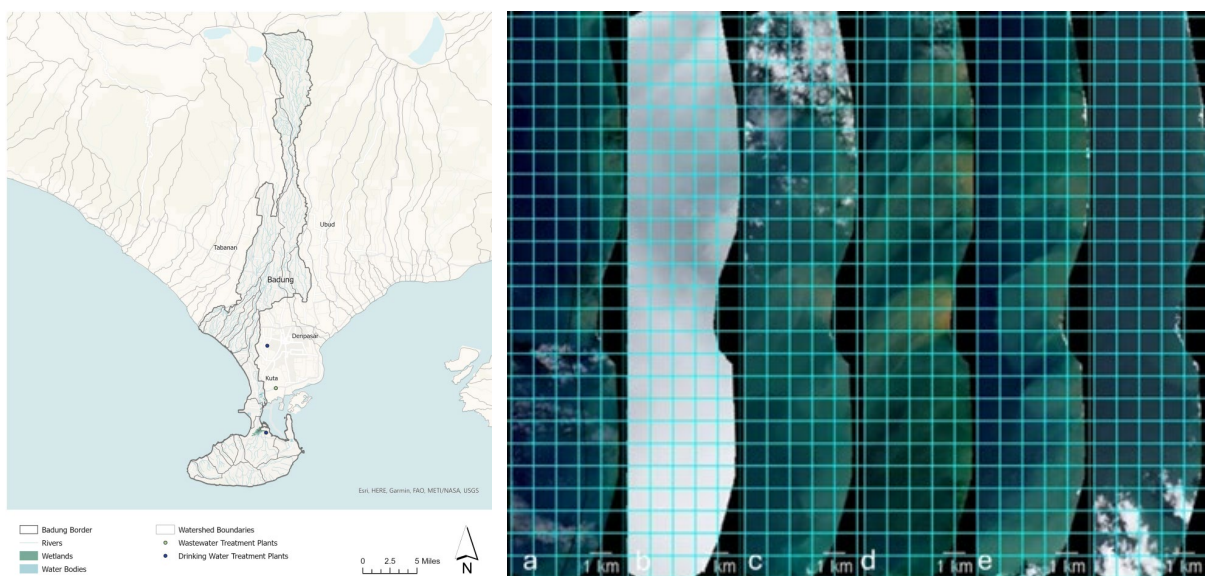 Tabanan
Ubud
Badung
Denpasar
Kuta
Esri, HERE, Garmin, FAO, METI/NASA, USGS
Badung Border
Rivers
Wetlands
Water Bodies
Watershed Boundaries
Wastewater Treatment Plants
Drinking Water Treatment Plants
0 2.5 5 Miles
N
a b c d e f
1 km 1 km 1 km 1 km 1 km 1 km